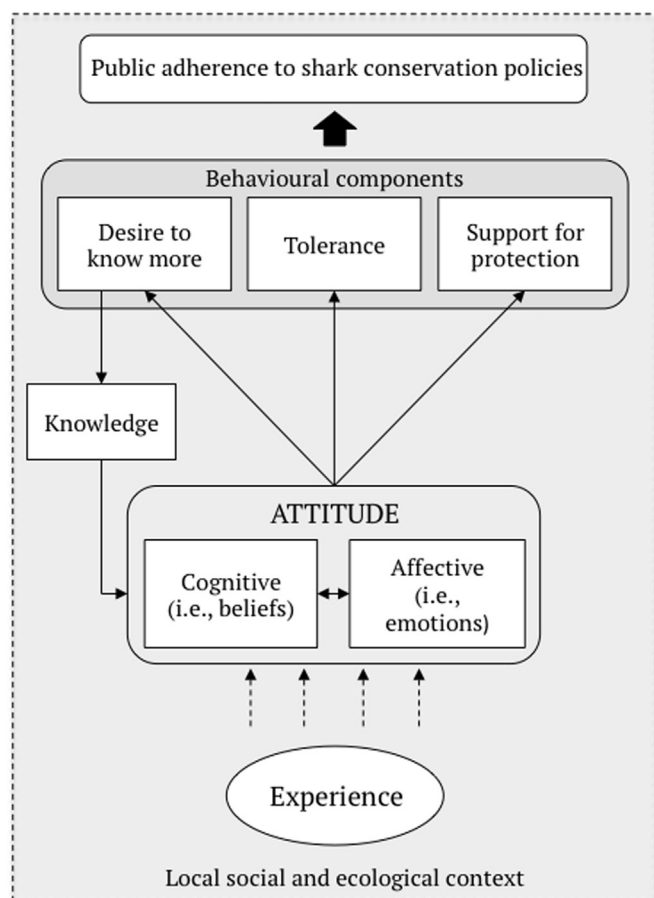 Public adherence to shark conservation policies
Behavioural components
Desire to
know more
Tolerance
Support for
protection
Knowledge
ATTITUDE
Cognitive
(i.e., beliefs)
Affective
(i.e.,
emotions)
Experience
Local social and ecological context